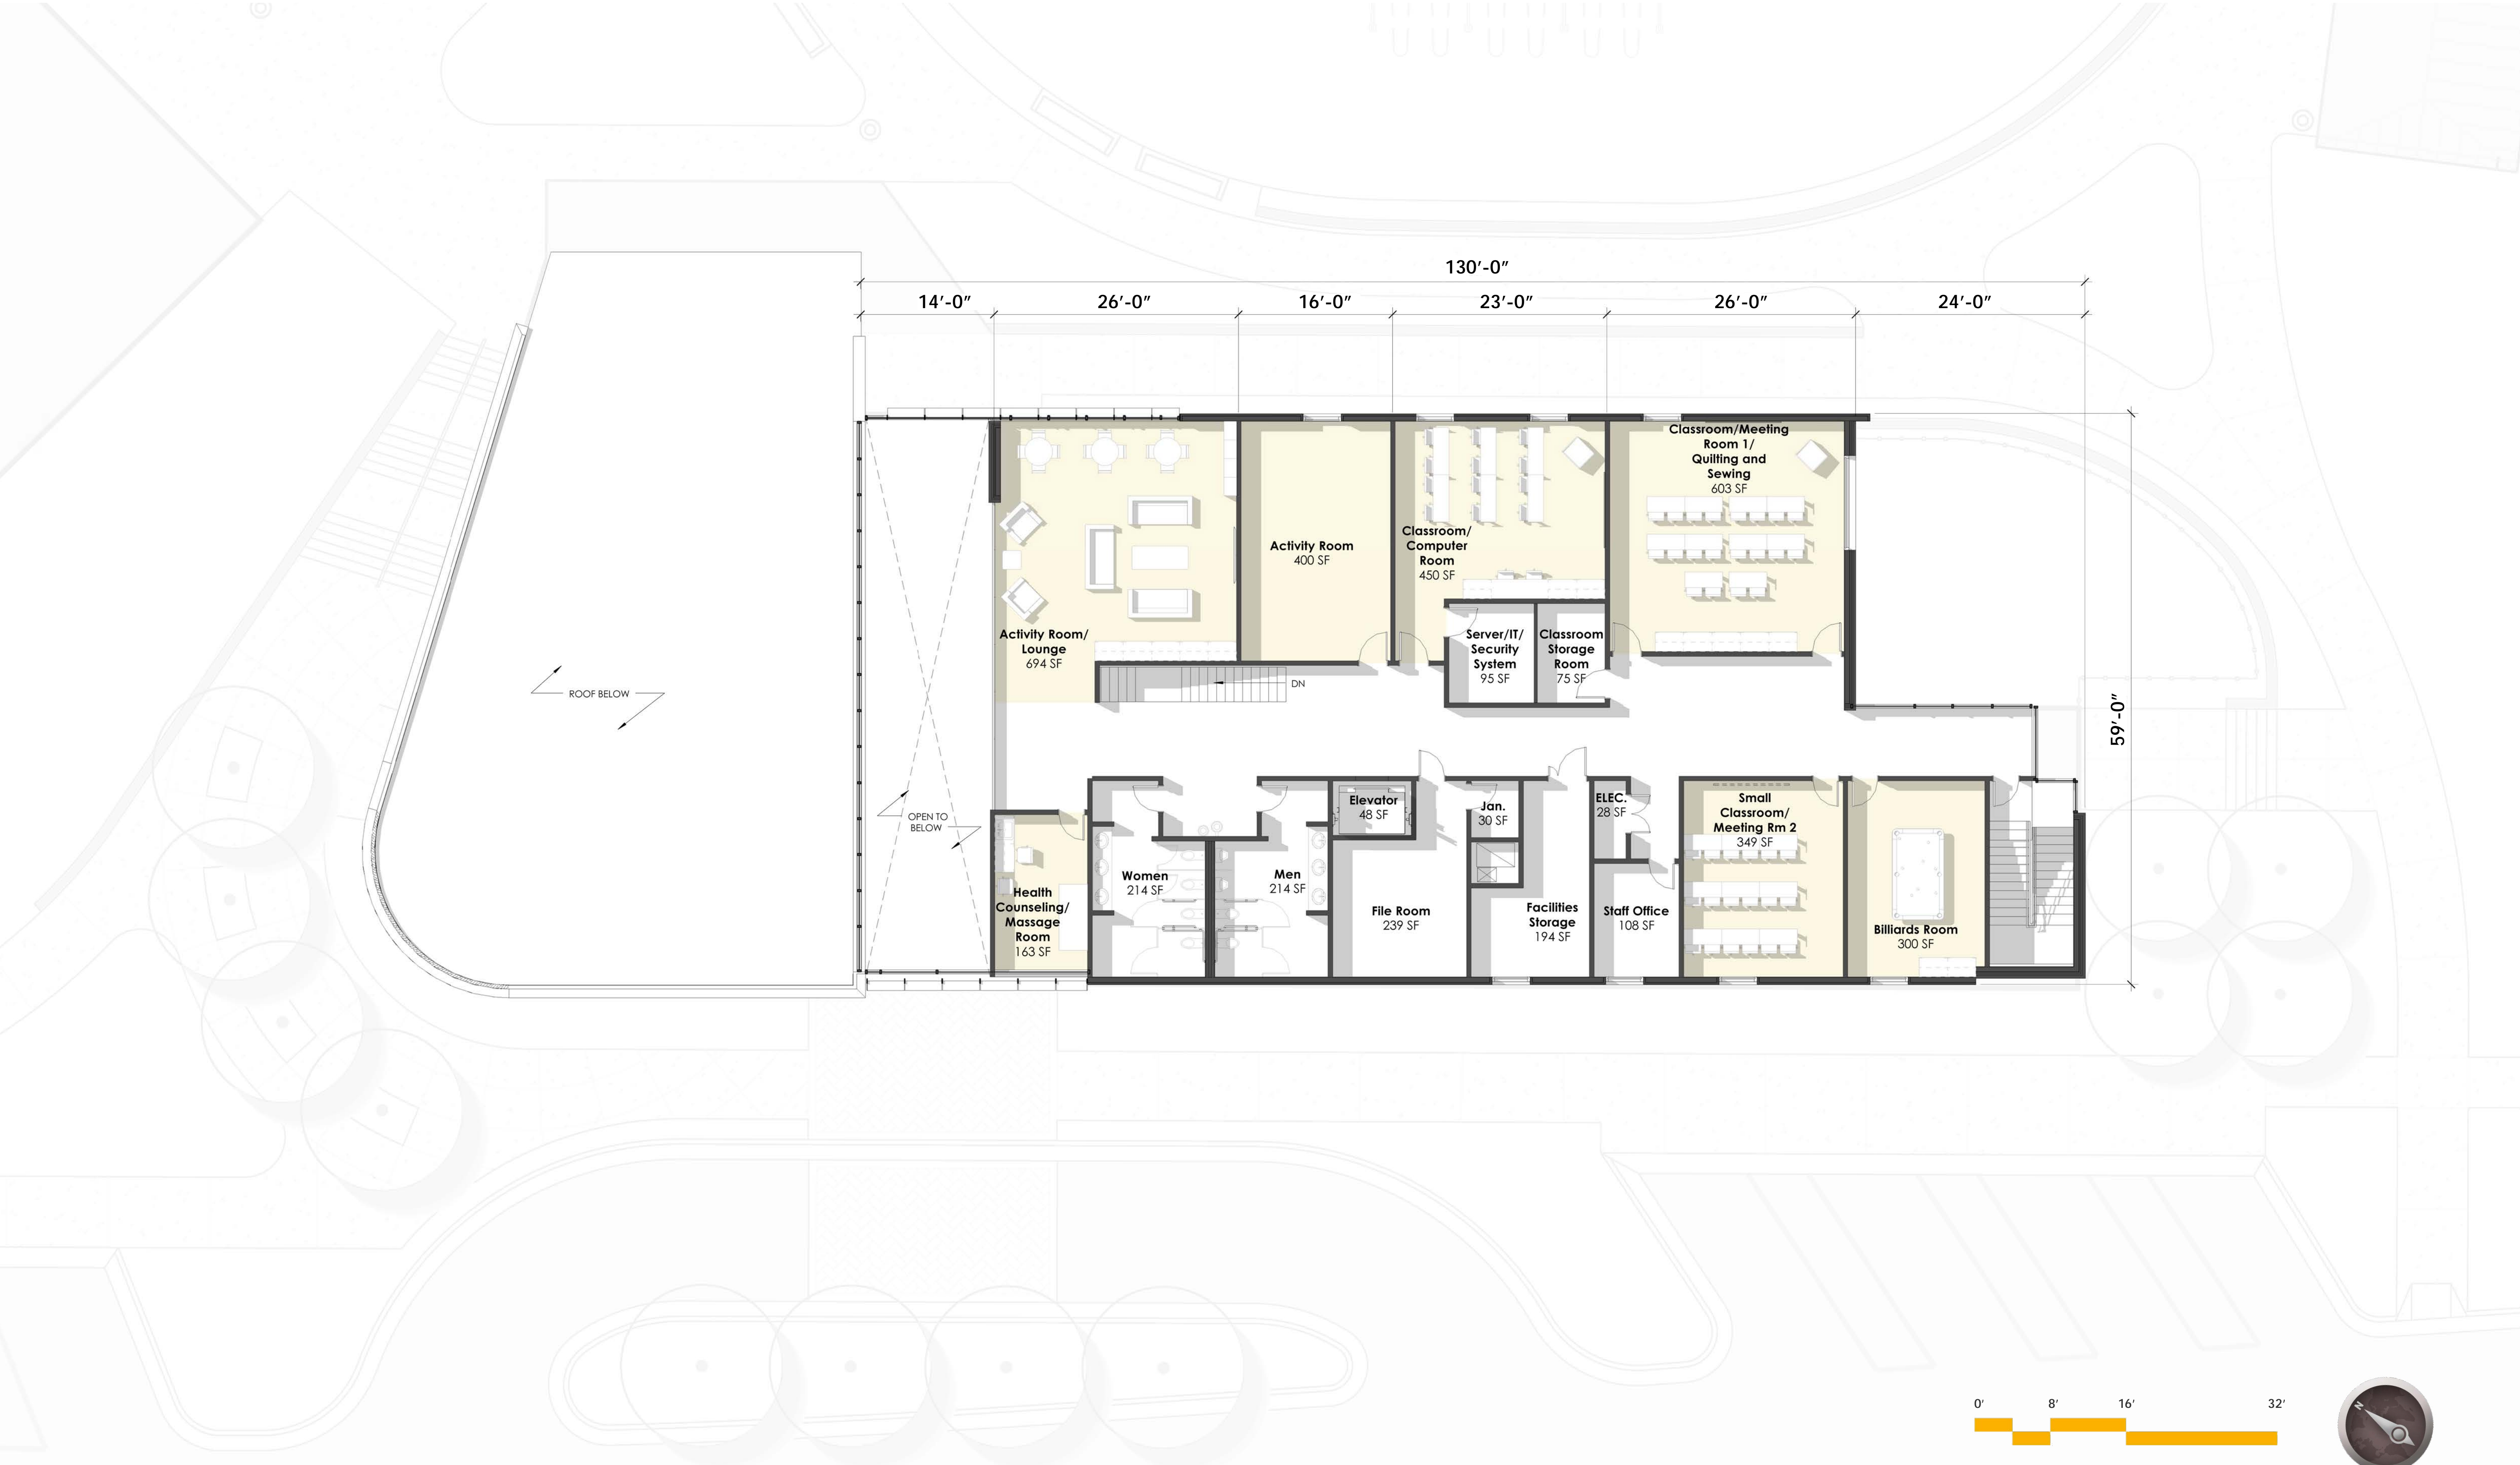 130'-0"
14'-0"
26'-0"
16'-0"
23'-0"
26'-0"
24'-0"
59'-0"
Classroom/Meeting
Room 1/
Quilting and
Sewing
603 SF
Activity Room
400 SF
Classroom/
Computer
Room
450 SF
Activity Room/
Lounge
694 SF
Server/IT/
Security
System
95 SF
Classroom
Storage
Room
75 SF
DN
ROOF BELOW
OPEN TO
BELOW
Elevator
48 SF
Jan.
30 SF
ELEC.
28 SF
Small
Classroom/
Meeting Rm 2
349 SF
Health
Counseling/
Massage
Room
163 SF
Women
214 SF
Men
214 SF
File Room
239 SF
Facilities
Storage
194 SF
Staff Office
108 SF
Billiards Room
300 SF
0'
8'
16'
32'
N